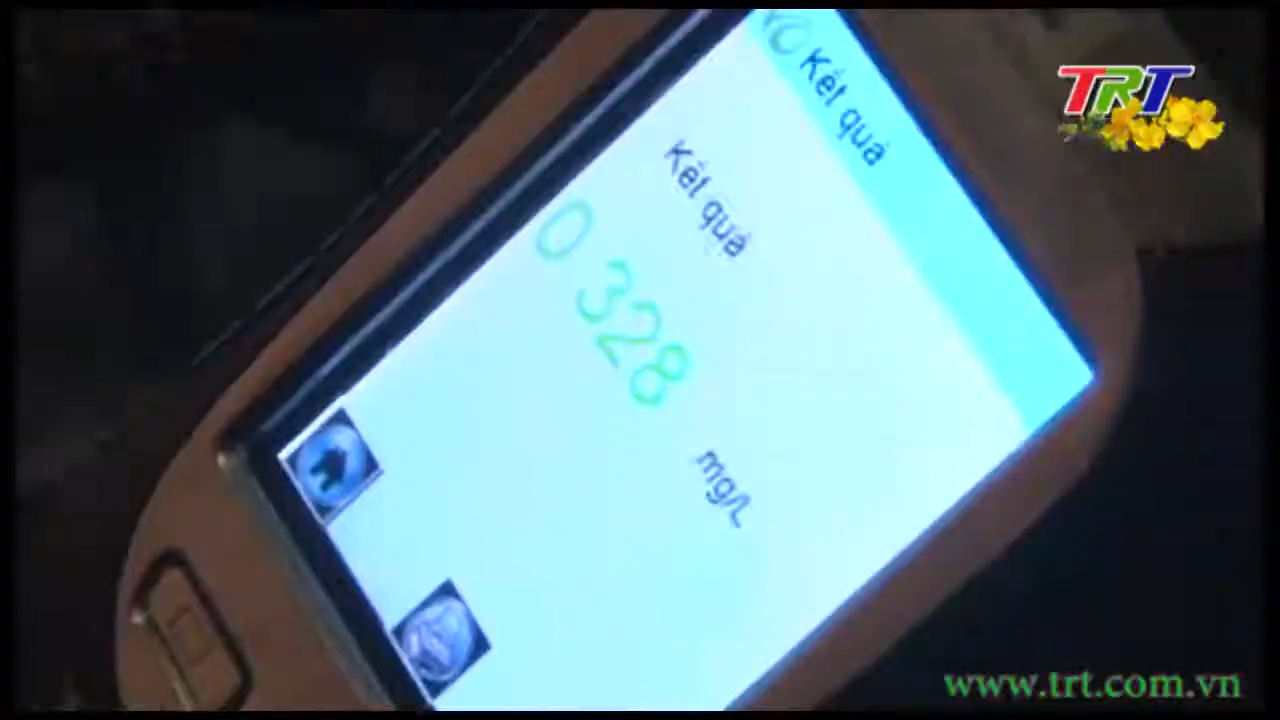 TRT
Kết quả
Kết quả
0.328
mg/L
www.trt.com.vn